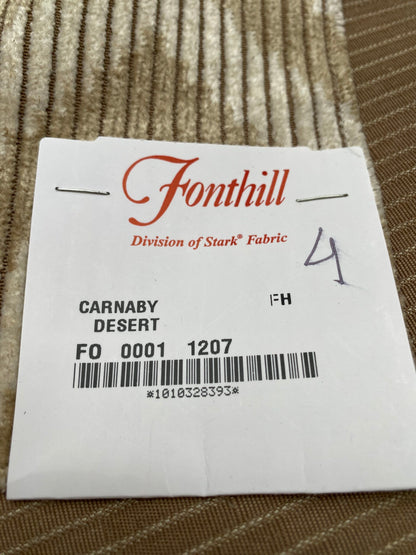 Fonthill
Division of Stark® Fabric
4
CARNABY FH
DESERT
FO 0001 1207
*1010328393*